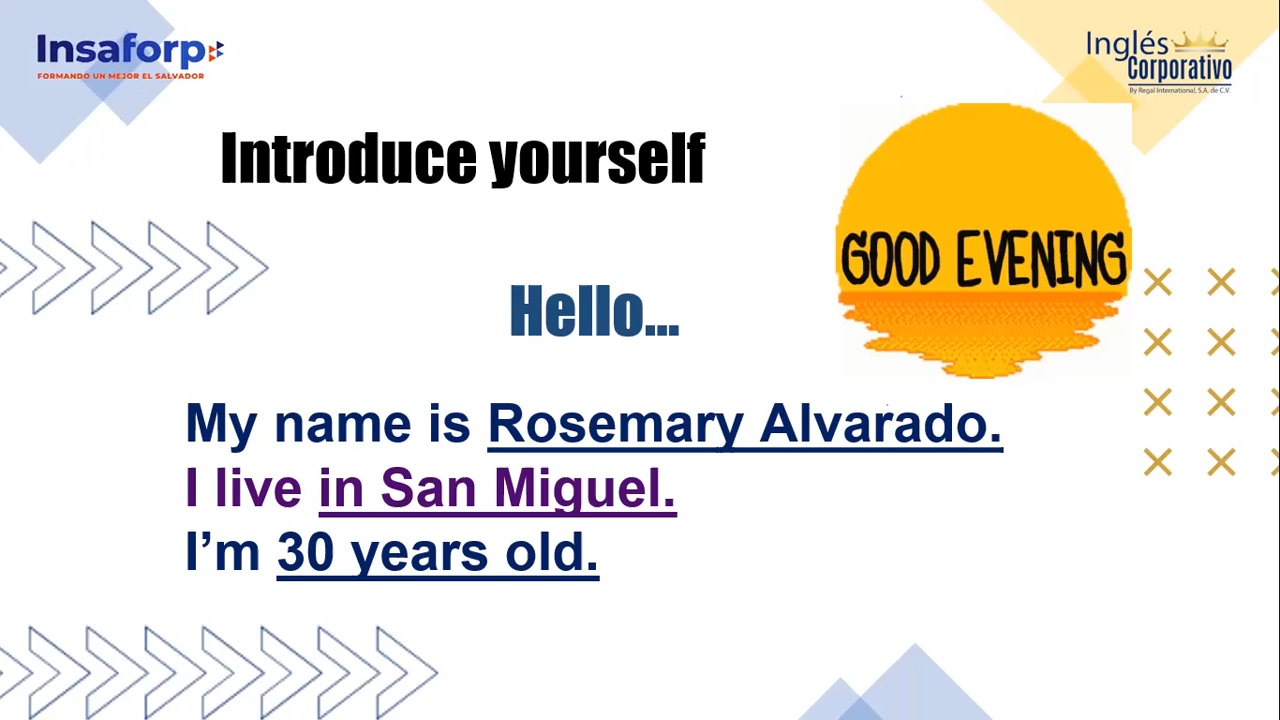 Insaforp
FORMANDO UN MEJOR EL SALVADOR
Inglés
Corporativo
By Regal International, S.A. de C.V.
Introduce yourself
GOOD EVENING
Hello...
My name is Rosemary Alvarado.
I live in San Miguel.
I’m 30 years old.